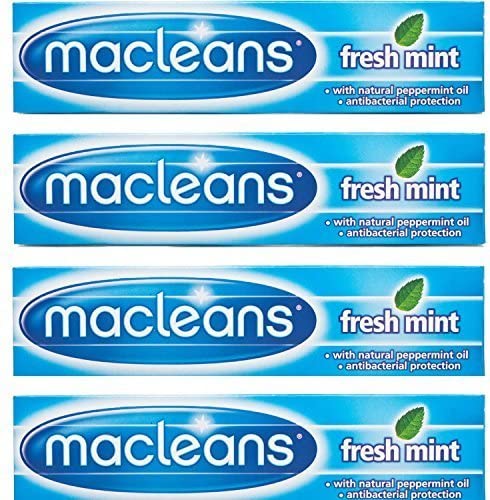 macleans®
fresh mint
• with natural peppermint oil
• antibacterial protection
macleans®
fresh mint
• with natural peppermint oil
• antibacterial protection
macleans®
fresh mint
• with natural peppermint oil
• antibacterial protection
macleans®
fresh mint
• with natural peppermint oil
• antibacterial protection